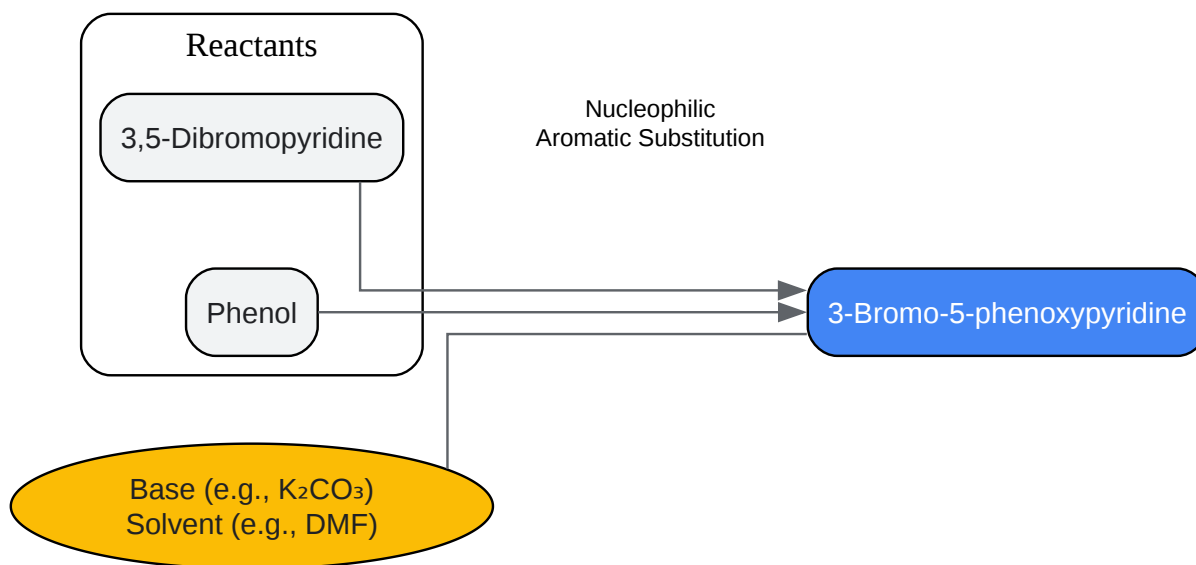 Reactants
3,5-Dibromopyridine
Nucleophilic
Aromatic Substitution
Phenol
3-Bromo-5-phenoxypyridine
Base (e.g., K₂CO₃)
Solvent (e.g., DMF)